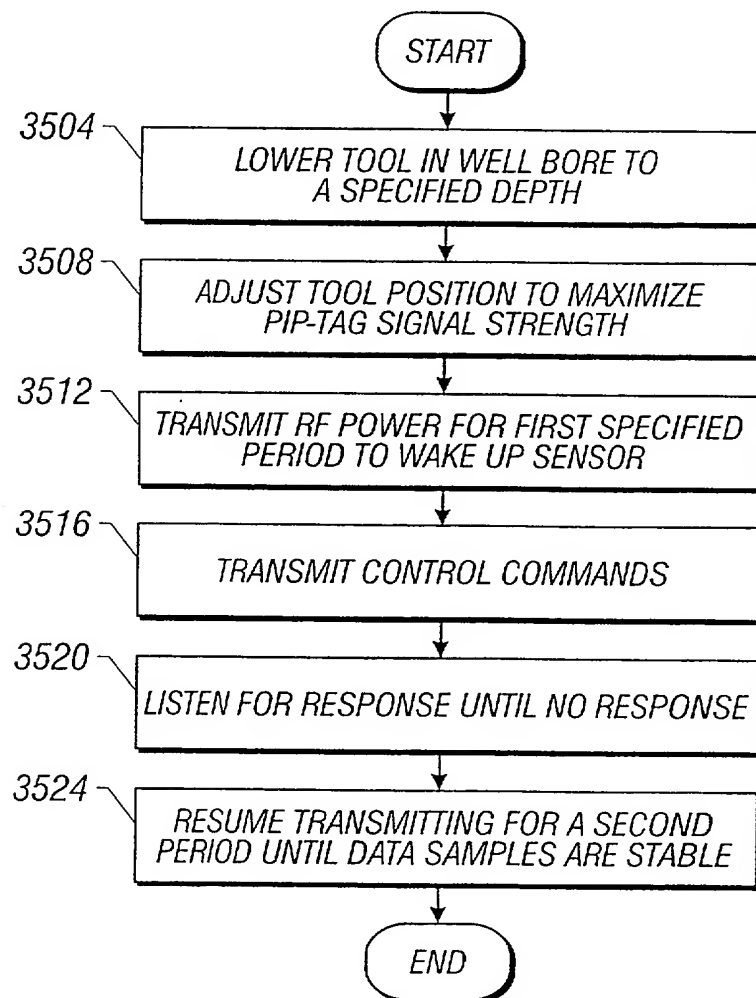 START
3504
LOWER TOOL IN WELL BORE TO
A SPECIFIED DEPTH
3508
ADJUST TOOL POSITION TO MAXIMIZE
PIP-TAG SIGNAL STRENGTH
3512
TRANSMIT RF POWER FOR FIRST SPECIFIED
PERIOD TO WAKE UP SENSOR
3516
TRANSMIT CONTROL COMMANDS
3520
LISTEN FOR RESPONSE UNTIL NO RESPONSE
3524
RESUME TRANSMITTING FOR A SECOND
PERIOD UNTIL DATA SAMPLES ARE STABLE
END